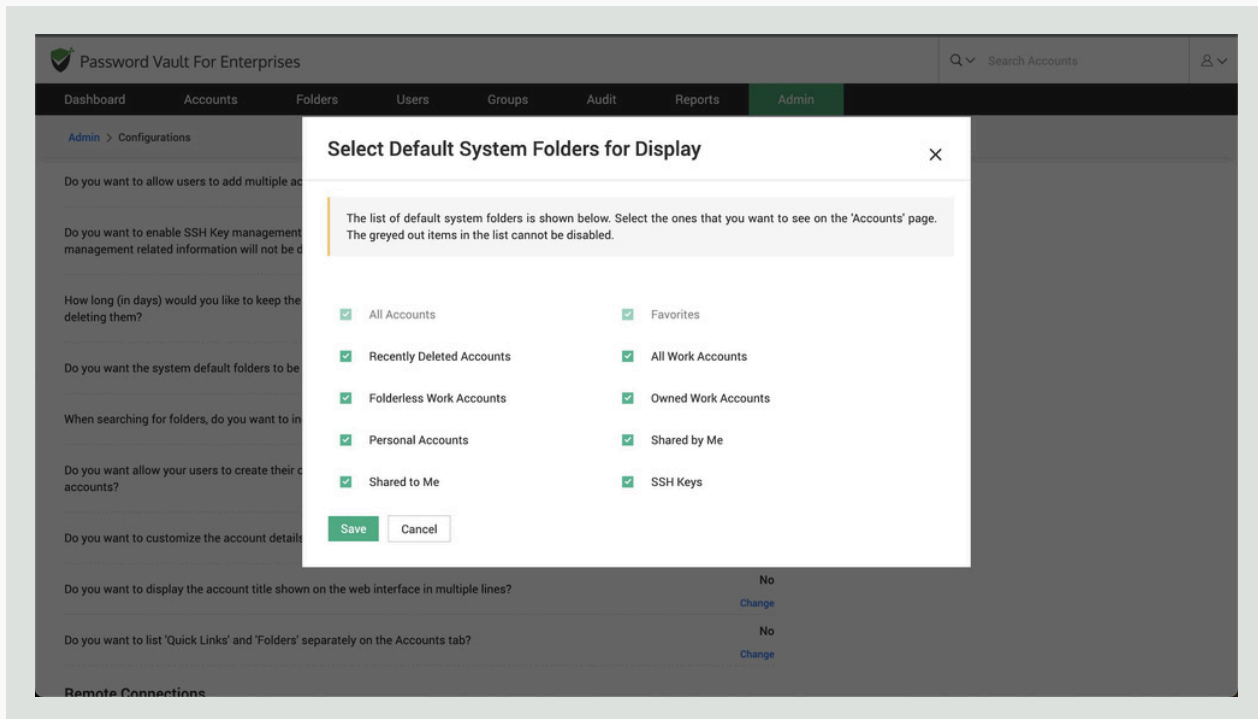 Password Vault For Enterprises
Search Accounts
Dashboard Accounts Folders Users Groups Audit Reports Admin
Admin > Configurations
Select Default System Folders for Display
The list of default system folders is shown below. Select the ones that you want to see on the 'Accounts' page.
The greyed out items in the list cannot be disabled.
All Accounts Favorites
Recently Deleted Accounts All Work Accounts
Folderless Work Accounts Owned Work Accounts
Personal Accounts Shared by Me
Shared to Me SSH Keys
Save Cancel
Do you want to allow users to add multiple
Do you want to enable SSH Key management
management related information will not be
How long (in days) would you like to keep the
deleting them?
Do you want the system default folders to be
When searching for folders, do you want to
Do you want allow your users to create their
accounts?
Do you want to customize the account details
Do you want to display the account title shown on the web interface in multiple lines? No
Change
Do you want to list 'Quick Links' and 'Folders' separately on the Accounts tab? No
Change
Remote Connections